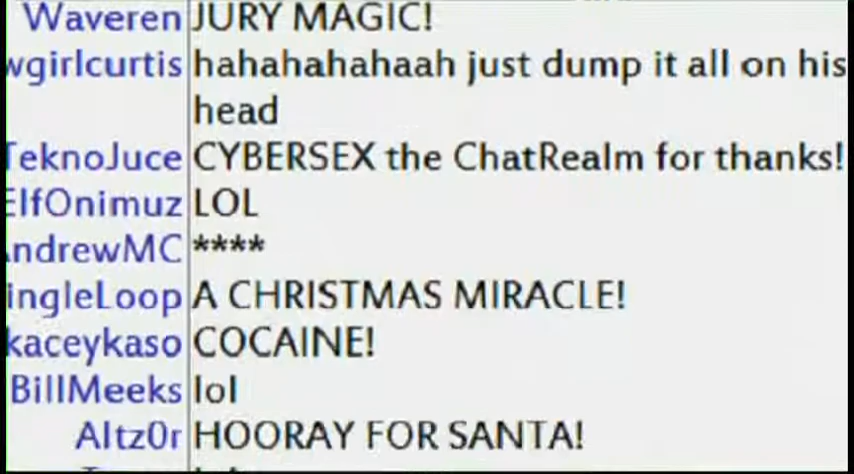 Waveren JURY MAGIC!
wgirlcurtis hahahahahaah just dump it all on his
head
TeknoJuce CYBERSEX the ChatRealm for thanks!
ElfOnimuz LOL
AndrewMC ****
ingleLoop A CHRISTMAS MIRACLE!
kaceykaso COCAINE!
BillMeeks lol
Altz0r HOORAY FOR SANTA!